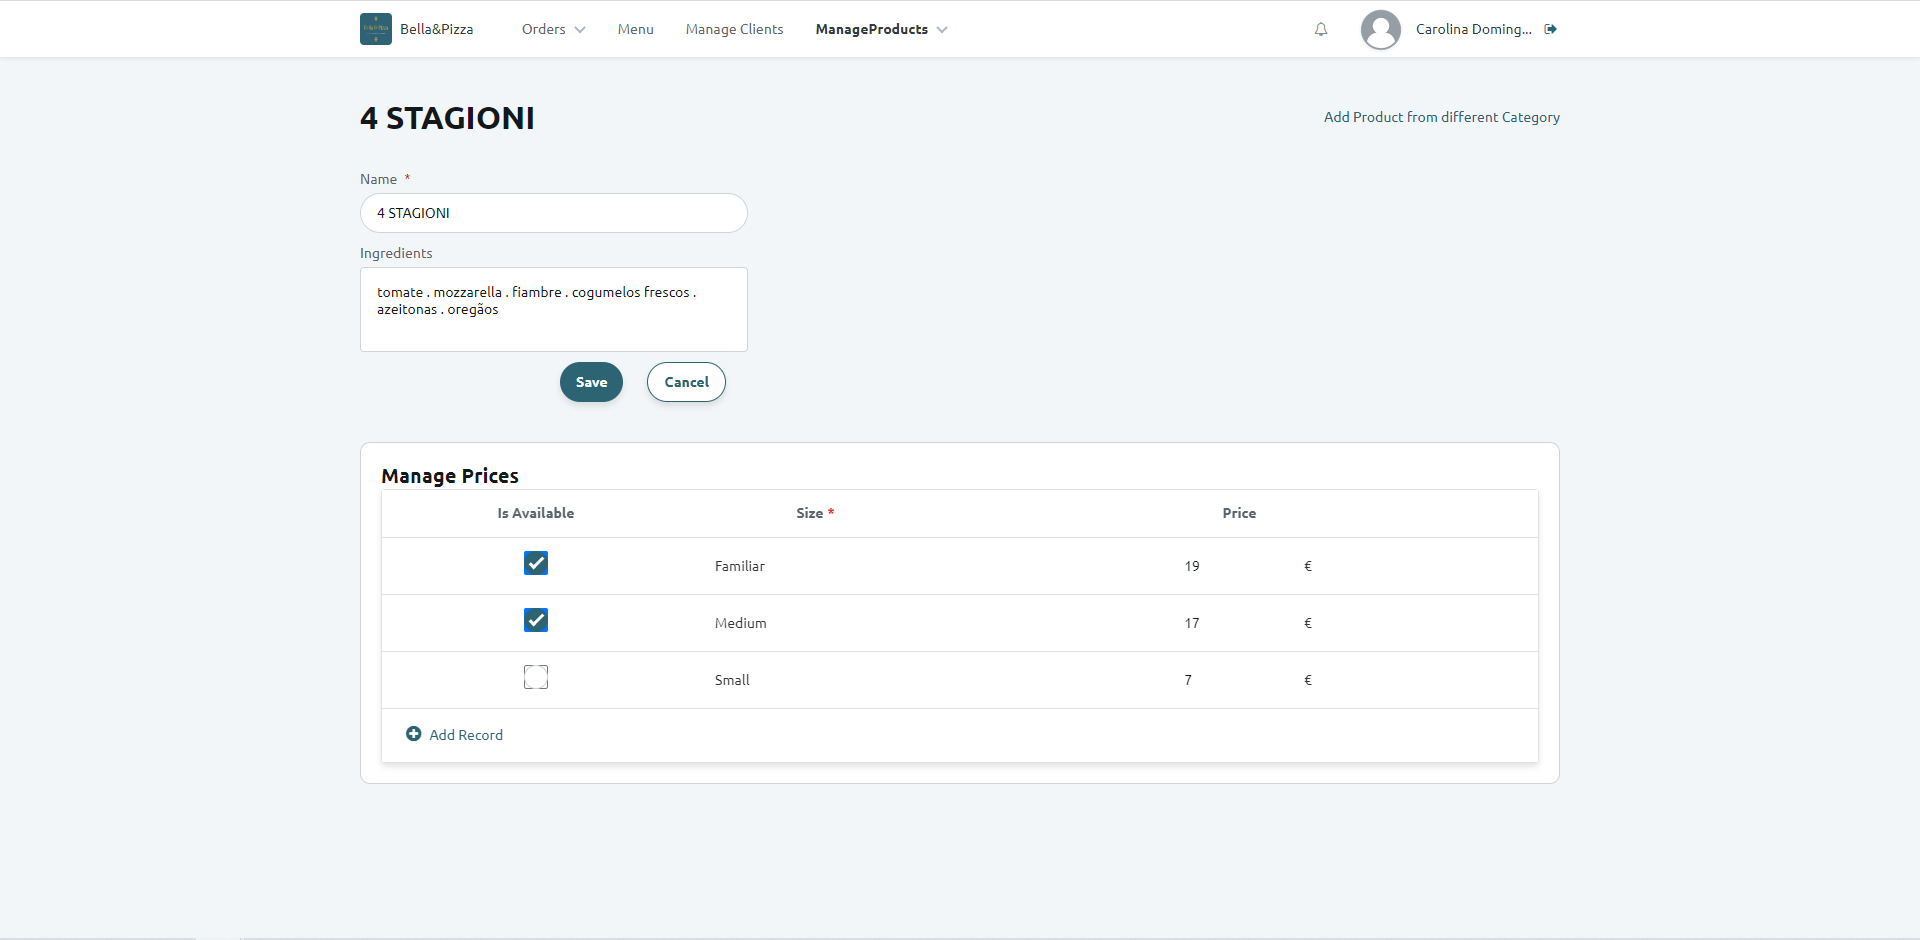 Bella&Pizza Orders Menu Manage Clients ManageProducts Carolina Doming...
4 STAGIONI
Add Product from different Category
Name *
4 STAGIONI
Ingredients
tomate . mozzarella . fiambre . cogumelos frescos .
azeitonas . oregãos
Save Cancel
Manage Prices
Is Available Size * Price
Familiar 19 €
Medium 17 €
Small 7 €
Add Record